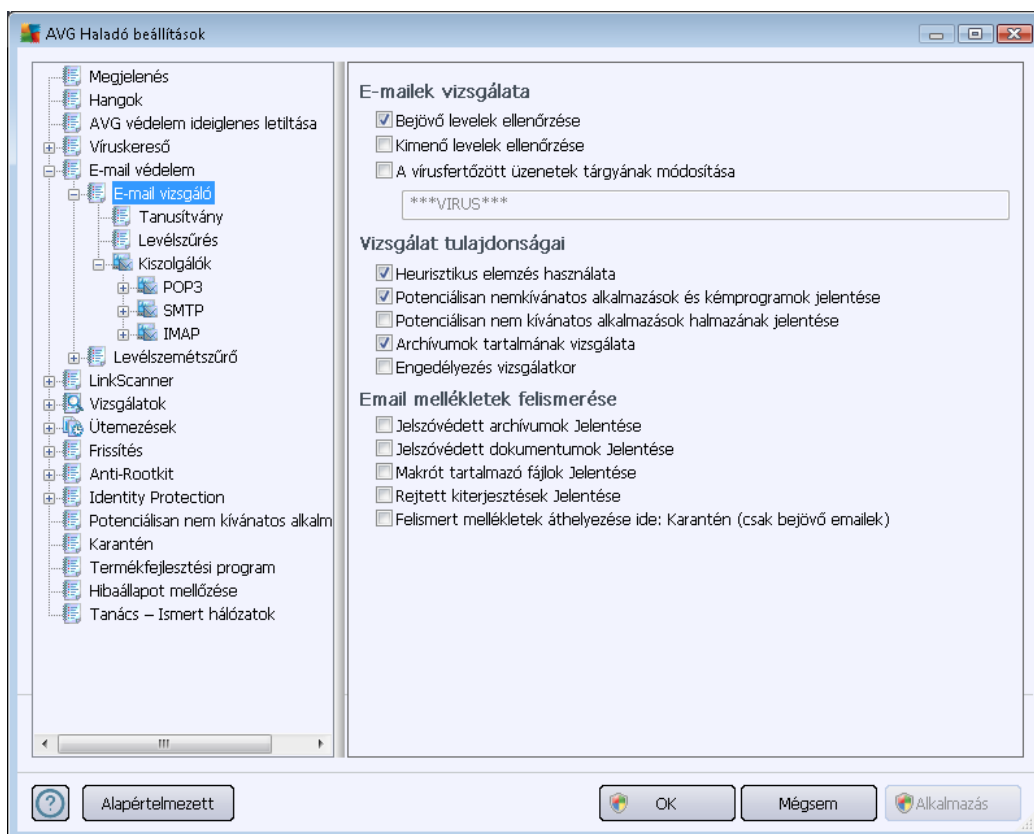 AVG Haladó beállítások
Megjelenés
Hangok
AVG védelem ideiglenes letiltása
Víruskereső
E-mail védelem
E-mail vizsgáló
Tanusítvány
Levélszűrés
Kiszolgálók
POP3
SMTP
IMAP
Levélszemétszűrő
LinkScanner
Vizsgálatok
Ütemezések
Frissítés
Anti-Rootkit
Identity Protection
Potenciálisan nem kívánatos alkalm
Karantén
Termékfejlesztési program
Hibaállapot mellőzése
Tanács – Ismert hálózatok
E-mailek vizsgálata
Bejövő levelek ellenőrzése
Kimenő levelek ellenőrzése
A vírusfertőzött üzenetek tárgyának módosítása
***VIRUS***
Vizsgálat tulajdonságai
Heurisztikus elemzés használata
Potenciálisan nemkívánatos alkalmazások és kémprogramok jelentése
Potenciálisan nem kívánatos alkalmazások halmazának jelentése
Archívumok tartalmának vizsgálata
Engedélyezés vizsgálatkor
Email mellékletek felismerése
Jelszóvédett archívumok Jelentése
Jelszóvédett dokumentumok Jelentése
Makrót tartalmazó fájlok Jelentése
Rejtett kiterjesztések Jelentése
Felismert mellékletek áthelyezése ide: Karantén (csak bejövő emailek)
Alapértelmezett
OK
Mégsem
Alkalmazás